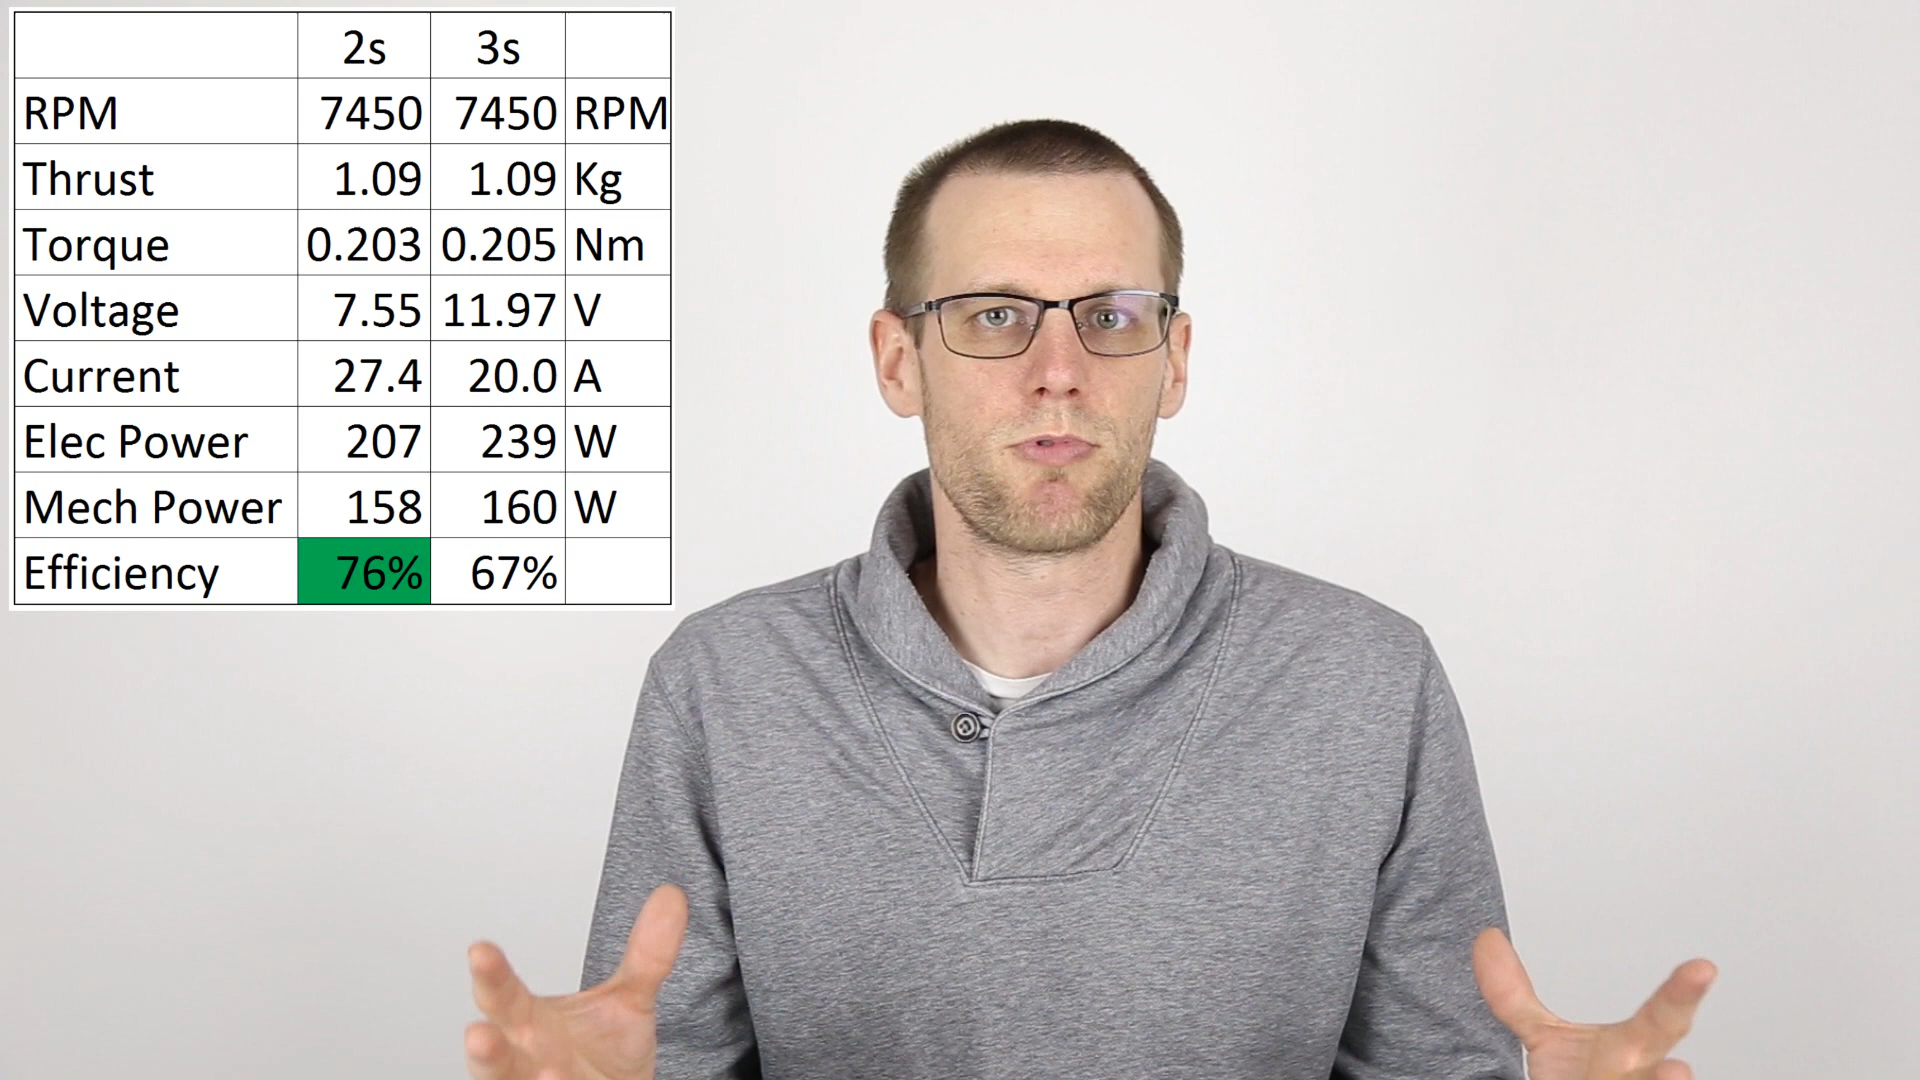 2s 3s
RPM 7450 7450 RPM
Thrust 1.09 1.09 Kg
Torque 0.203 0.205 Nm
Voltage 7.55 11.97 V
Current 27.4 20.0 A
Elec Power 207 239 W
Mech Power 158 160 W
Efficiency 76% 67%